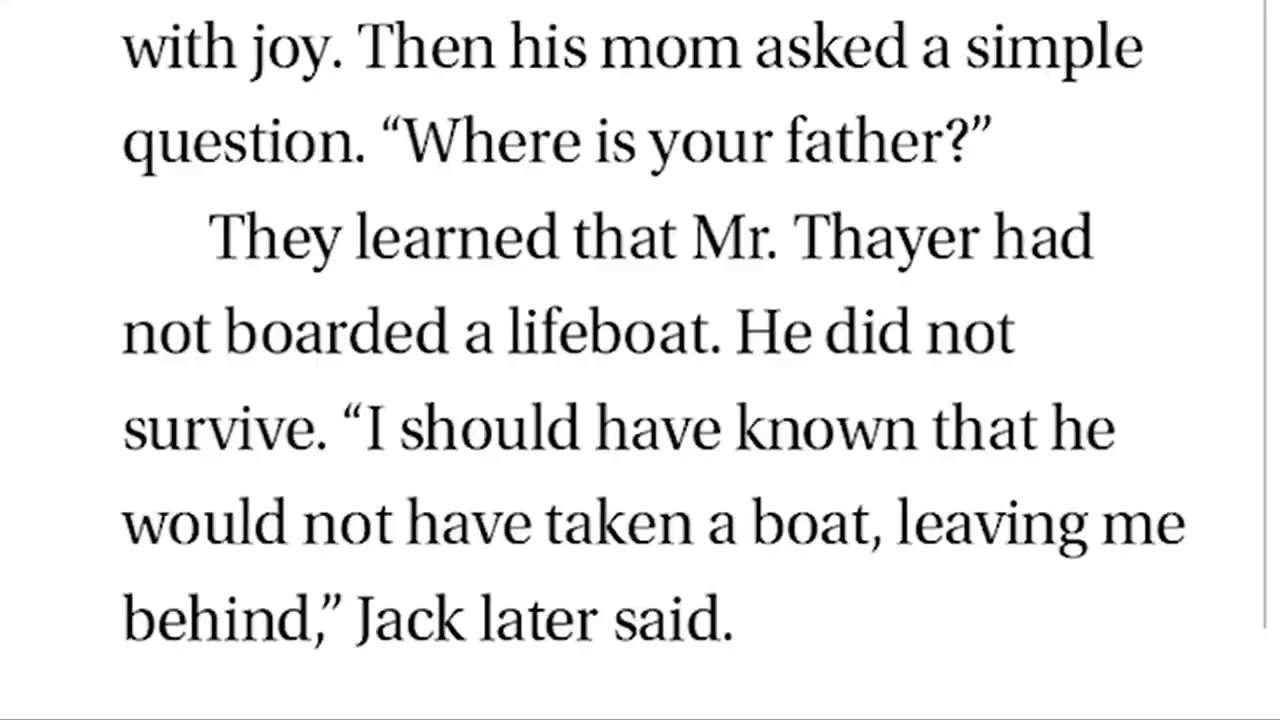 with joy. Then his mom asked a simple
question. “Where is your father?”
They learned that Mr. Thayer had
not boarded a lifeboat. He did not
survive. “I should have known that he
would not have taken a boat, leaving me
behind,” Jack later said.